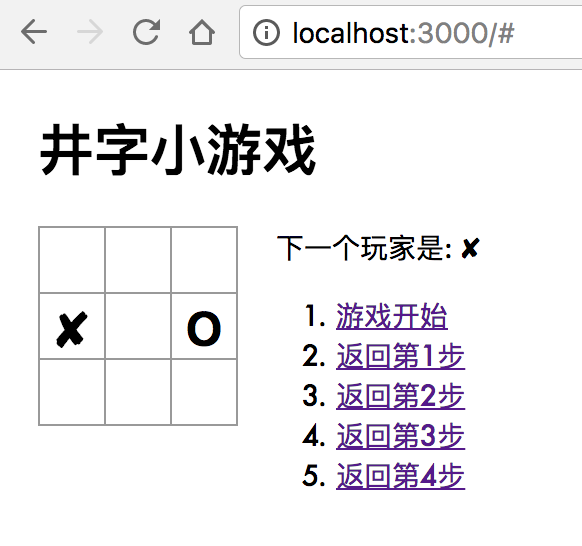 localhost:3000/#
井字小游戏
下一个玩家是: ✘
✘ O
1. 游戏开始
2. 返回第1步
3. 返回第2步
4. 返回第3步
5. 返回第4步